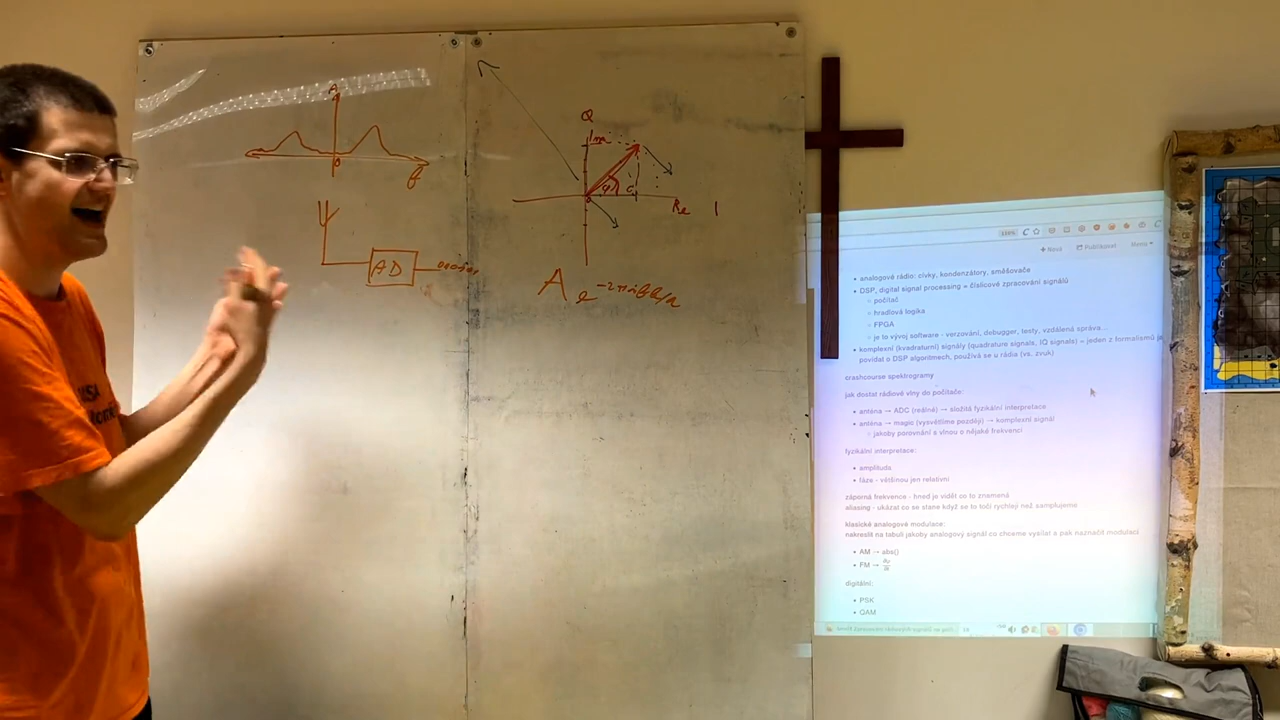 A
0
f
AD
Q
Im
φ
Re I
+ Nové
Publikovat
Menu
• analogové rádio: cívky, kondenzátory, směšovače
• DSP, digital signal processing = číslicové zpracování signálů
○ počítač
○ hradlová logika
○ FPGA
○ je to vývoj software - verzování, debugger, testy, vzdálená správa...
• komplexní (kvadraturní) signály (quadrature signals, IQ signals) = jeden z formalismů
povídat o DSP algoritmech, používá se u rádia (vs. zvuk)
crashcourse spektrogramy
jak dostat rádiové vlny do počítače:
• anténa → ADC (reálné) → složitá fyzikální interpretace
• anténa → magic (vysvětlíme později) → komplexní signál
○ jakoby porovnání s vlnou o nějaké frekvenci
fyzikální interpretace:
• amplituda
• fáze - většinou jen relativní
záporná frekvence - hned je vidět co to znamená
aliasing - ukázat co se stane když se to točí rychleji než samplujeme
klasické analogové modulace:
nakreslit na tabuli jakoby analogový signál co chceme vysílat a pak naznačit modulaci
• AM → abs()
• FM →
digitální:
• PSK
• QAM